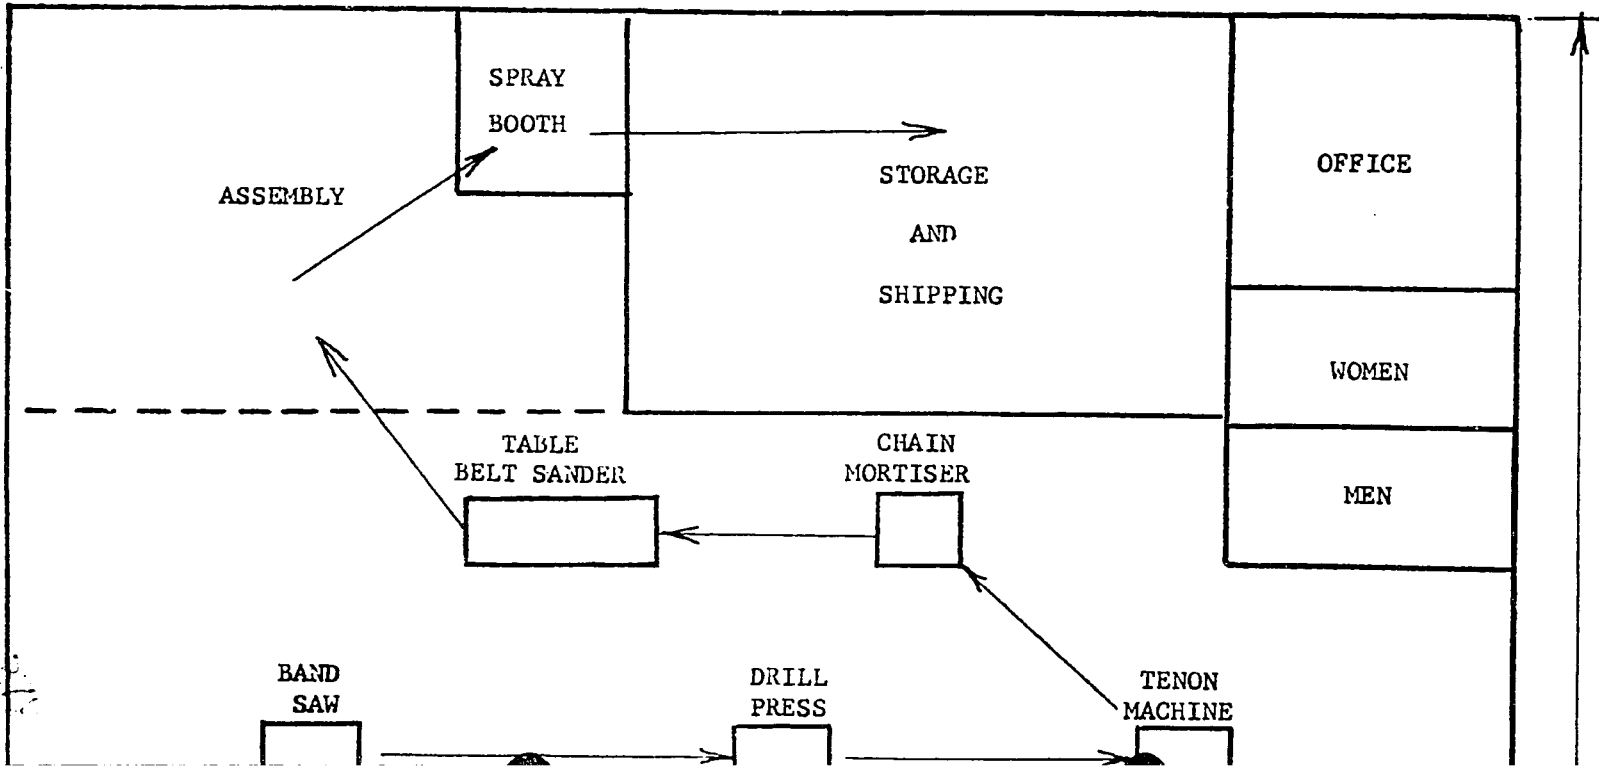 SPRAY
BOOTH
ASSEMBLY
STORAGE
AND
SHIPPING
OFFICE
WOMEN
MEN
TABLE
BELT SANDER
CHAIN
MORTISER
BAND
SAW
DRILL
PRESS
TENON
MACHINE